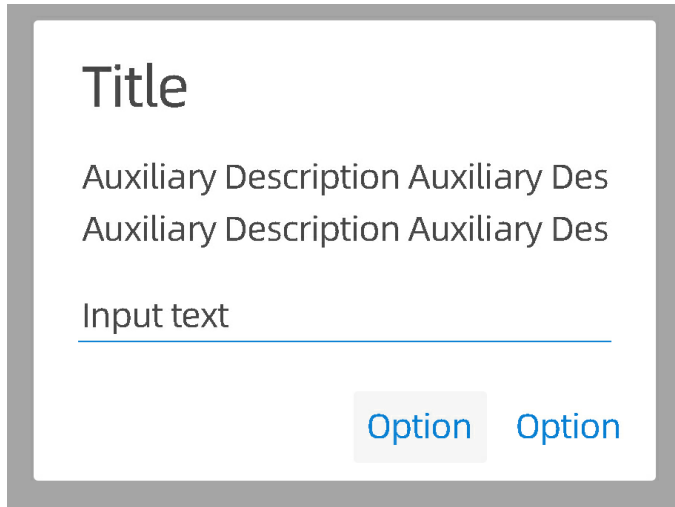 Title
Auxiliary Description Auxiliary Des
Auxiliary Description Auxiliary Des
Input text
Option Option